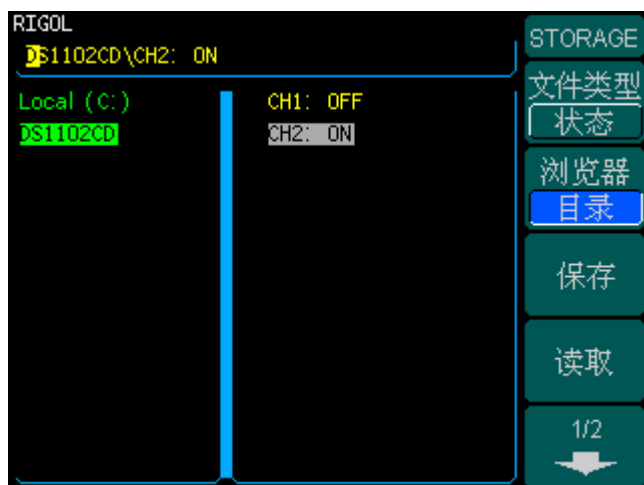 RIGOL
DS1102CD\CH2: ON
Local (C:)
DS1102CD
CH1: OFF
CH2: ON
STORAGE
文件类型
状态
浏览器
目录
保存
读取
1/2